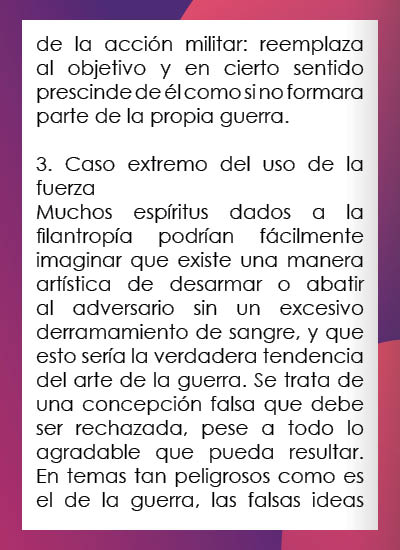 de la acción militar: reemplaza
al objetivo y en cierto sentido
prescinde de él como si no formara
parte de la propia guerra.
3. Caso extremo del uso de la
fuerza
Muchos espíritus dados a la
filantropía podrían fácilmente
imaginar que existe una manera
artística de desarmar o abatir
al adversario sin un excesivo
derramamiento de sangre, y que
esto sería la verdadera tendencia
del arte de la guerra. Se trata de
una concepción falsa que debe
ser rechazada, pese a todo lo
agradable que pueda resultar.
En temas tan peligrosos como es
el de la guerra, las falsas ideas